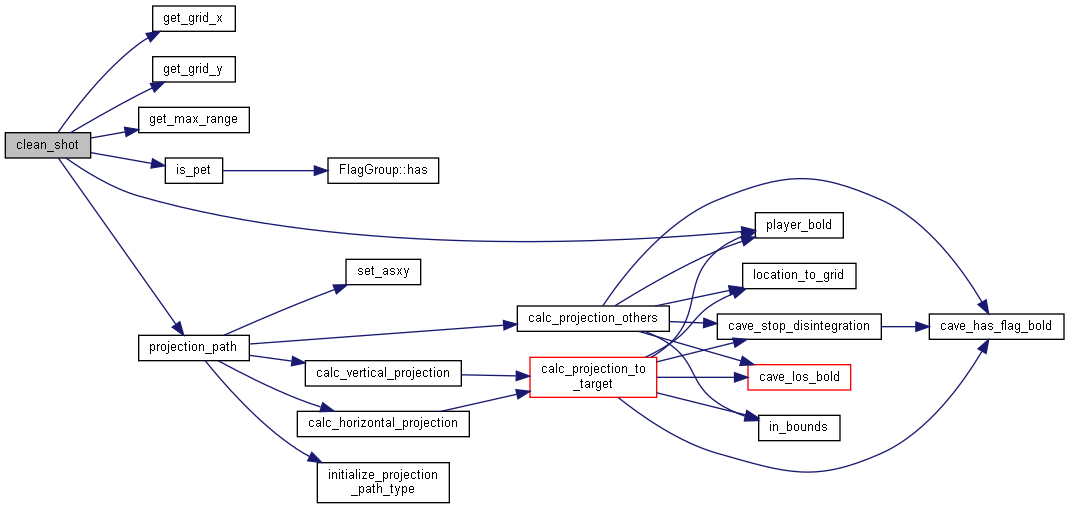 get_grid_x
get_grid_y
get_max_range
clean_shot
is_pet
FlagGroup::has
player_bold
set_asxy
location_to_grid
calc_projection_others
cave_stop_disintegration
cave_has_flag_bold
projection_path
calc_vertical_projection
calc_projection_to
_target
cave_los_bold
calc_horizontal_projection
in_bounds
initialize_projection
_path_type